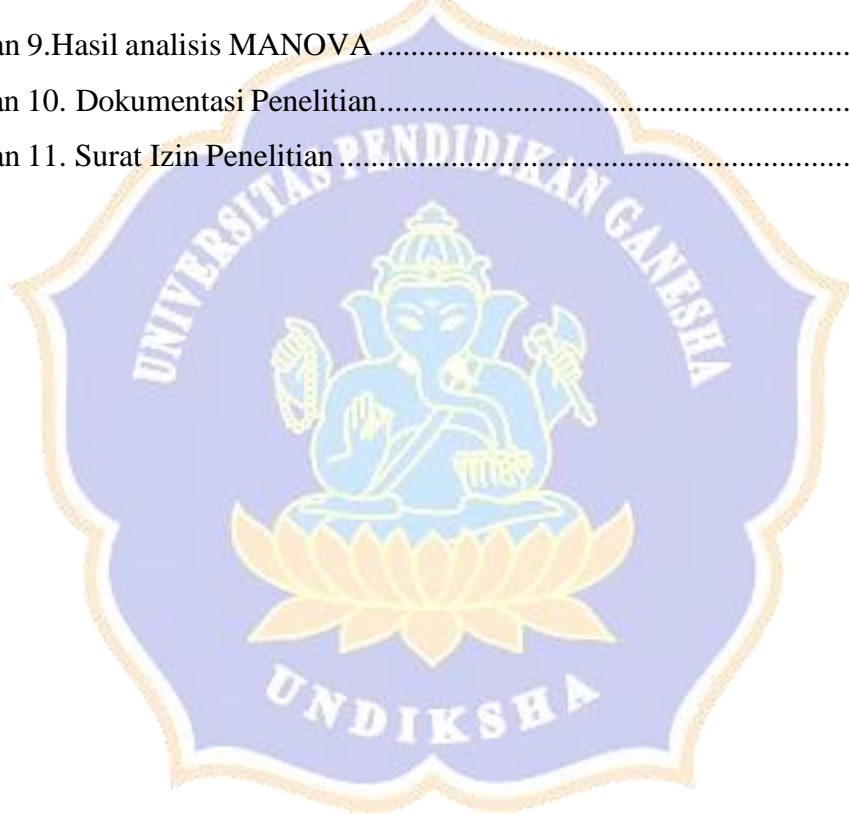 an 9.Hasil analisis MANOVA ........................................................
an 10. Dokumentasi Penelitian........................................................
an 11. Surat Izin Penelitian ............................................................
UNIVERSITAS PENDIDIKAN GANESHA
UNDIKSHA